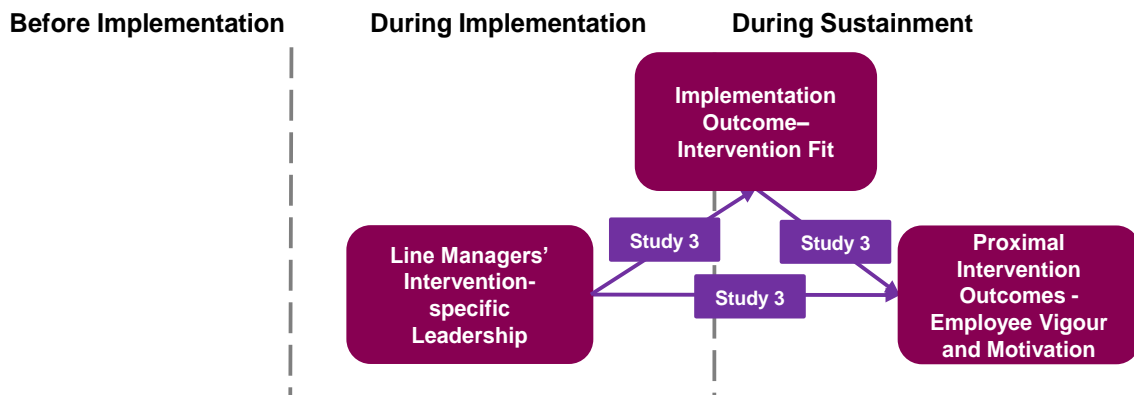 Before Implementation
During Implementation
During Sustainment
Implementation
Outcome–
Intervention Fit
Study 3
Study 3
Line Managers’
Intervention-
specific
Leadership
Study 3
Proximal
Intervention
Outcomes -
Employee Vigour
and Motivation